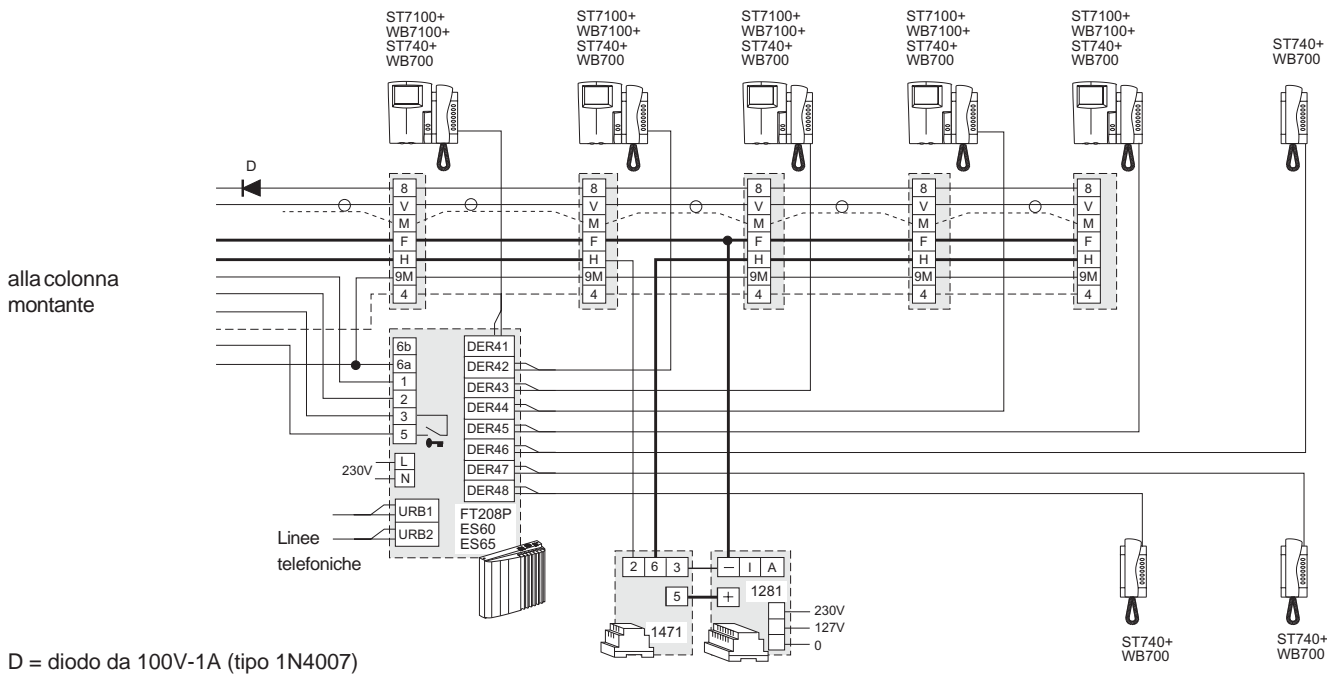 ST7100+
WB7100+
ST740+
WB700
ST7100+
WB7100+
ST740+
WB700
ST7100+
WB7100+
ST740+
WB700
ST7100+
WB7100+
ST740+
WB700
ST7100+
WB7100+
ST740+
WB700
ST740+
WB700
D
8
V
M
F
H
9M
4
8
V
M
F
H
9M
4
8
V
M
F
H
9M
4
8
V
M
F
H
9M
4
8
V
M
F
H
9M
4
alla colonna
montante
6b
6a
1
2
3
5
230V
L
N
URB1
URB2
Linee
telefoniche
DER41
DER42
DER43
DER44
DER45
DER46
DER47
DER48
FT208P
ES60
ES65
2 6 3
5
1471
– I A
+
1281
230V
127V
0
ST740+
WB700
ST740+
WB700
D = diodo da 100V-1A (tipo 1N4007)